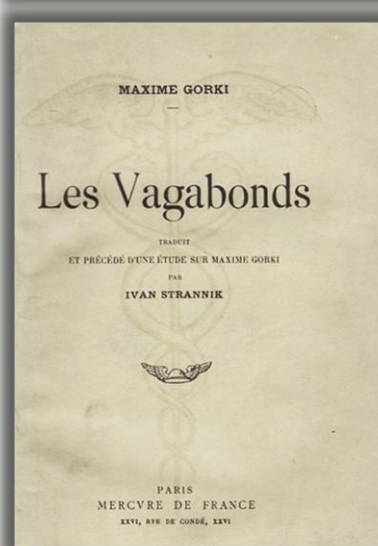 MAXIME GORKI
Les Vagabonds
TRADUIT
ET PRÉCÉDÉ D'UNE ÉTUDE SUR MAXIME GORKI
PAR
IVAN STRANNIK
PARIS
MERCVRE DE FRANCE
XXVI, RVE DE CONDÉ, XXVI